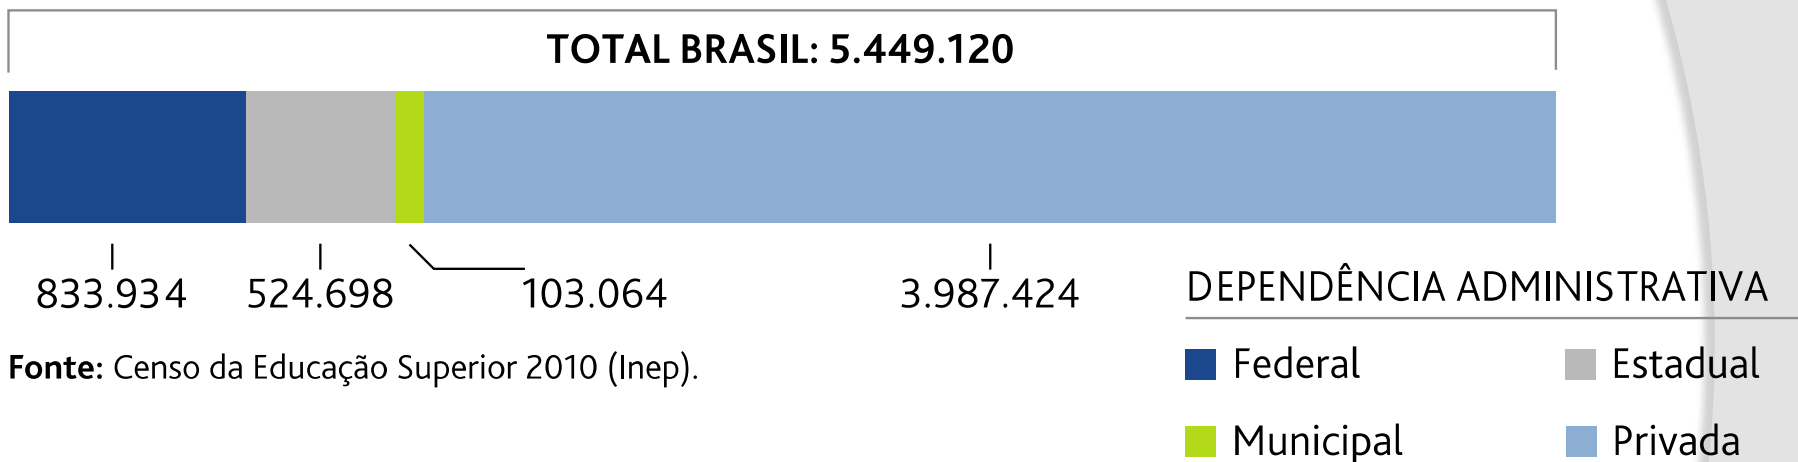 TOTAL BRASIL: 5.449.120
833.934 524.698 103.064 3.987.424
Fonte: Censo da Educação Superior 2010 (Inep).
DEPENDÊNCIA ADMINISTRATIVA
Federal Estadual
Municipal Privada